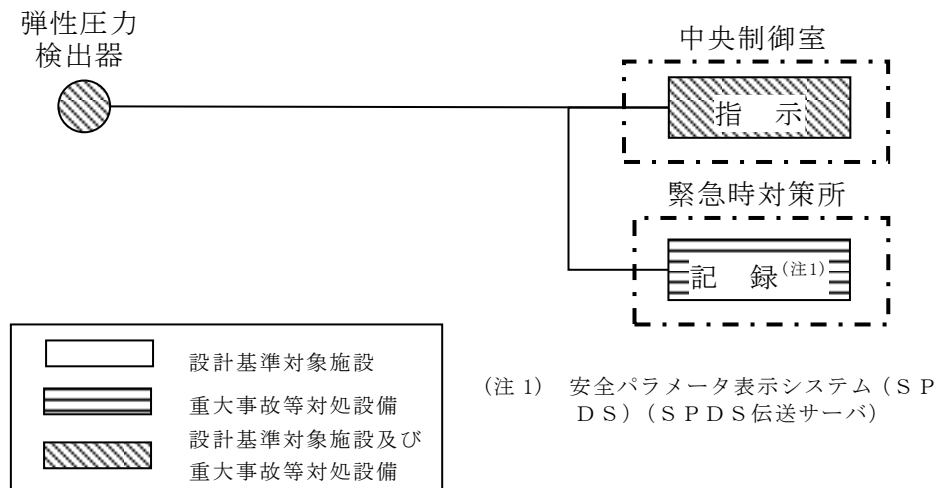 弾性圧力
検出器
中央制御室
指　示
緊急時対策所
記　録(注1)
設計基準対象施設
重大事故等対処設備
設計基準対象施設及び
重大事故等対処設備
(注 1)　安全パラメータ表示システム（ＳＰ
ＤＳ）（ＳＰＤＳ伝送サーバ）